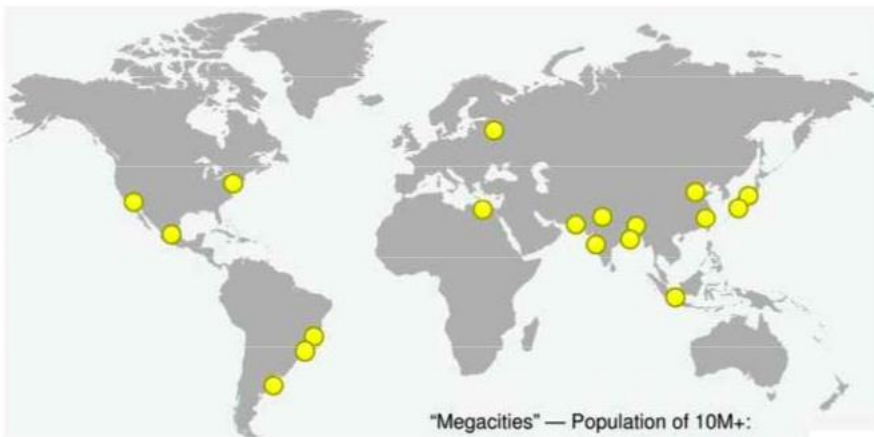 “Megacities” — Population of 10M+: